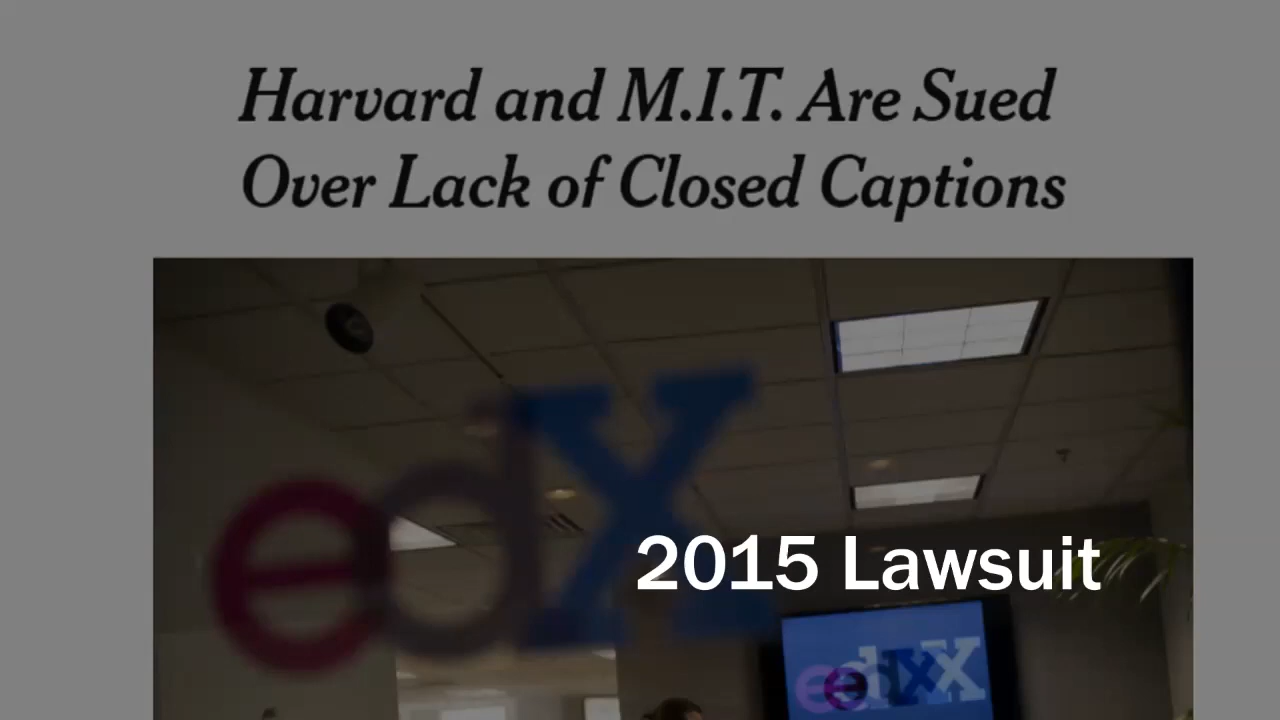 Harvard and M.I.T. Are Sued
Over Lack of Closed Captions
edX
2015 Lawsuit
edX